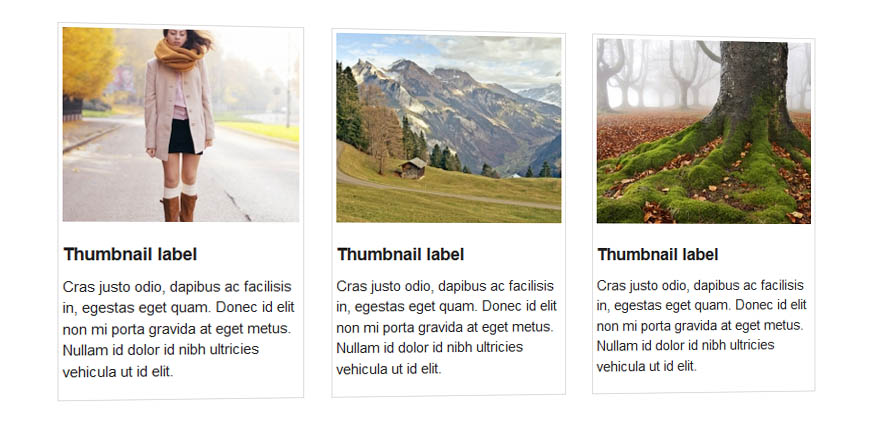 Thumbnail label
Cras justo odio, dapibus ac facilisis
in, egestas eget quam. Donec id elit
non mi porta gravida at eget metus.
Nullam id dolor id nibh ultricies
vehicula ut id elit.
Thumbnail label
Cras justo odio, dapibus ac facilisis
in, egestas eget quam. Donec id elit
non mi porta gravida at eget metus.
Nullam id dolor id nibh ultricies
vehicula ut id elit.
Thumbnail label
Cras justo odio, dapibus ac facilisis
in, egestas eget quam. Donec id elit
non mi porta gravida at eget metus.
Nullam id dolor id nibh ultricies
vehicula ut id elit.